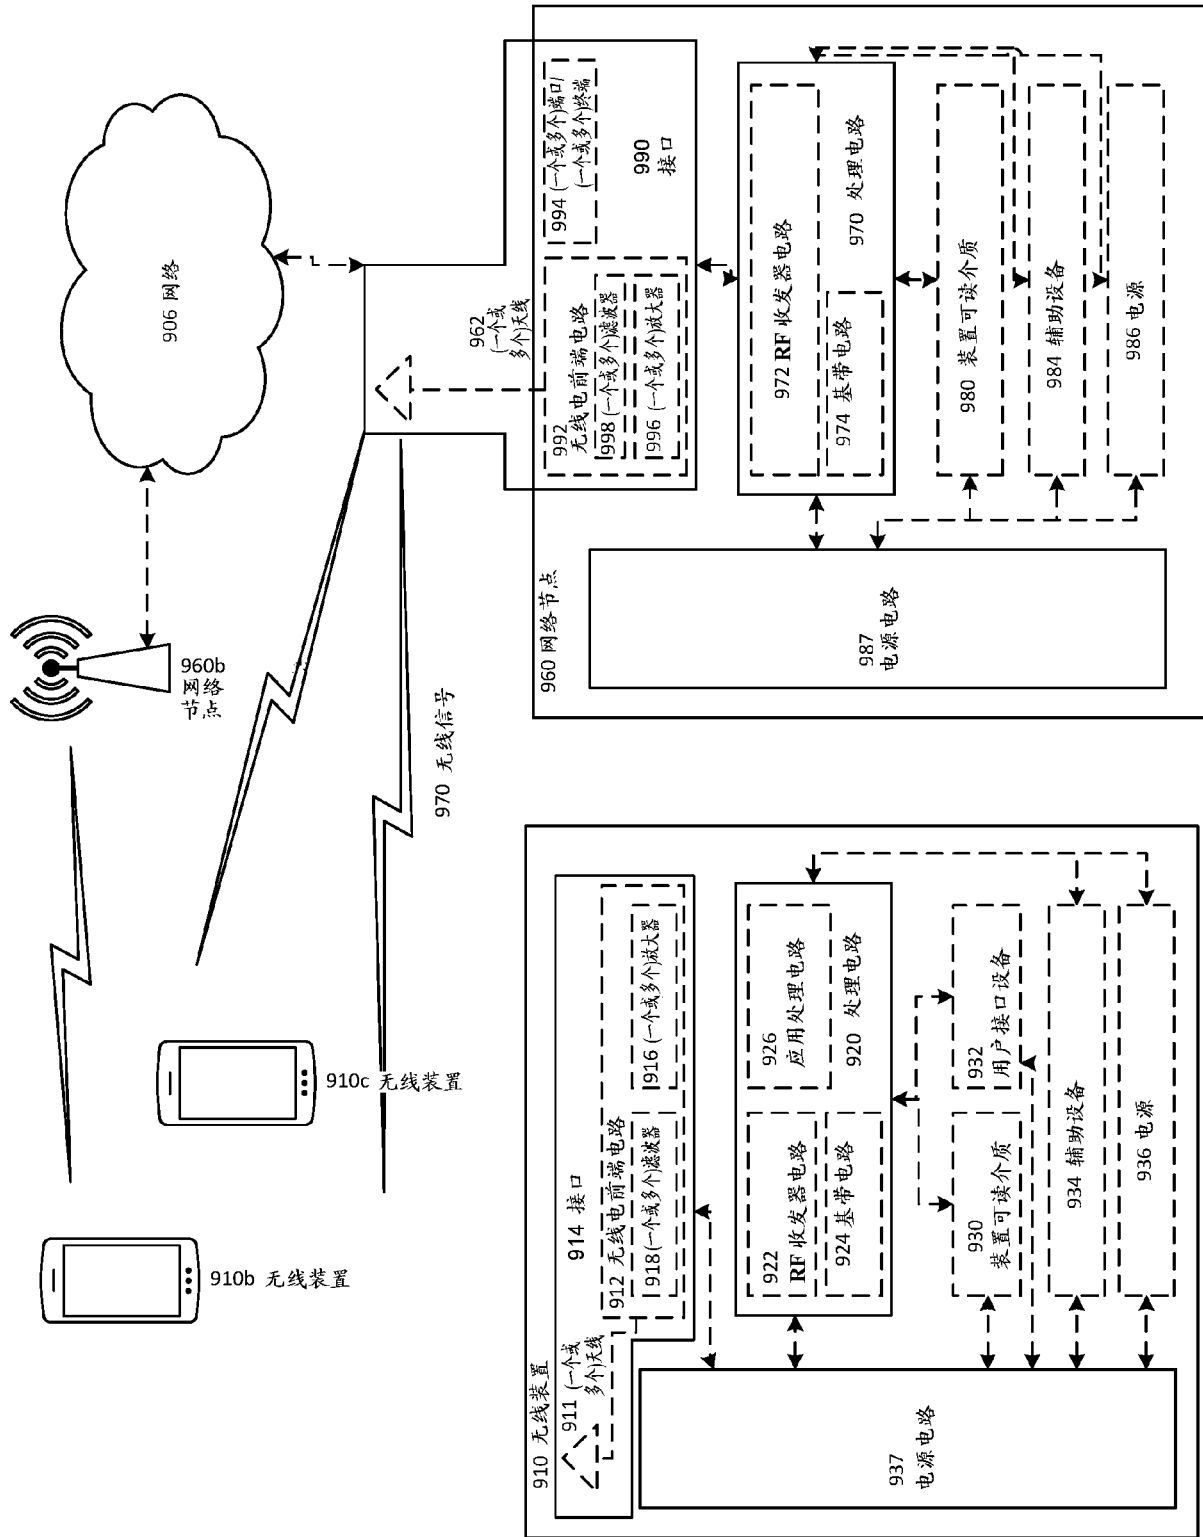 906 网络
960b
网络
节点
910c 无线装置
910b 无线装置
970 无线信号
962
(一个或
多个)天线
960 网络节点
990
接口
994 (一个或多个)端口/
(一个或多个)终端
992
无线电前端电路
998 (一个或多个)滤波器
996 (一个或多个)放大器
970 处理电路
972 RF 收发器电路
974 基带电路
980 装置可读介质
984 辅助设备
986 电源
987
电源电路
910 无线装置
911 (一个或
多个)天线
914 接口
912 无线电前端电路
918(一个或多个)滤波器
916 (一个或多个)放大器
920 处理电路
922
RF 收发器电路
924 基带电路
926
应用处理电路
930
装置可读介质
932
用户接口设备
934 辅助设备
936 电源
937
电源电路